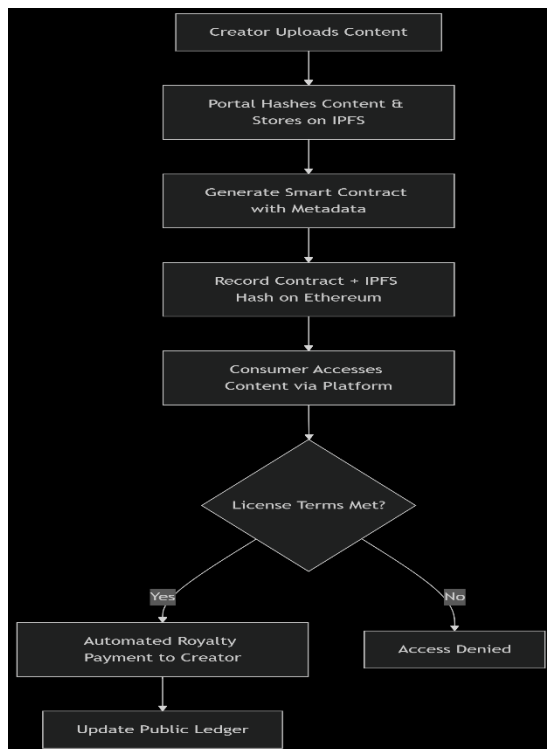 Creator Uploads Content
Portal Hashes Content &
Stores on IPFS
Generate Smart Contract
with Metadata
Record Contract + IPFS
Hash on Ethereum
Consumer Accesses
Content via Platform
License Terms Met?
Yes
No
Automated Royalty
Payment to Creator
Access Denied
Update Public Ledger